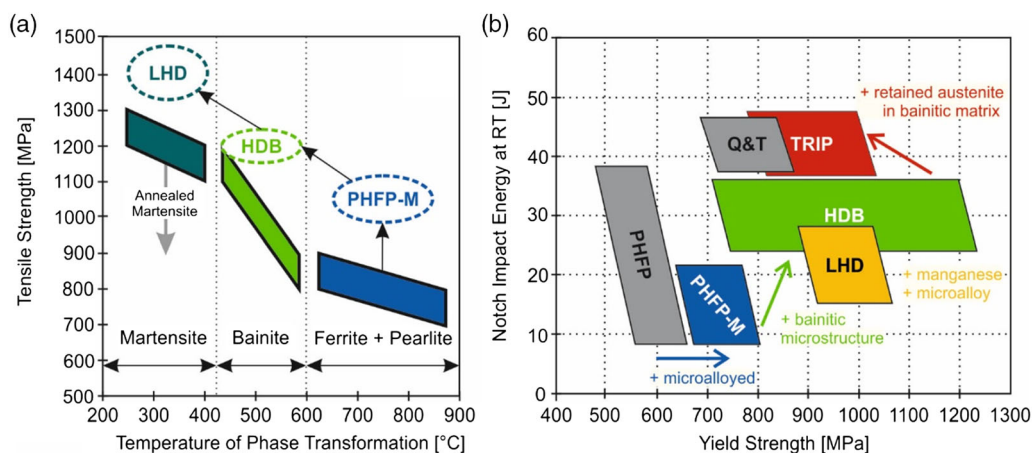 (a)
Tensile Strength [MPa]
1500
1400
1300
1200
1100
1000
900
800
700
600
500
LHD
HDB
PHFP-M
Annealed
Martensite
Martensite
Bainite
Ferrite + Pearlite
200
300
400
500
600
700
800
900
Temperature of Phase Transformation [°C]
(b)
Notch Impact Energy at RT [J]
60
50
40
30
20
10
0
+ retained austenite
in bainitic matrix
Q&T
TRIP
PHFP
HDB
PHFP-M
LHD
+ manganese
+ microalloy
+ bainitic
microstructure
+ microalloyed
400
500
600
700
800
900
1000
1100
1200
1300
Yield Strength [MPa]